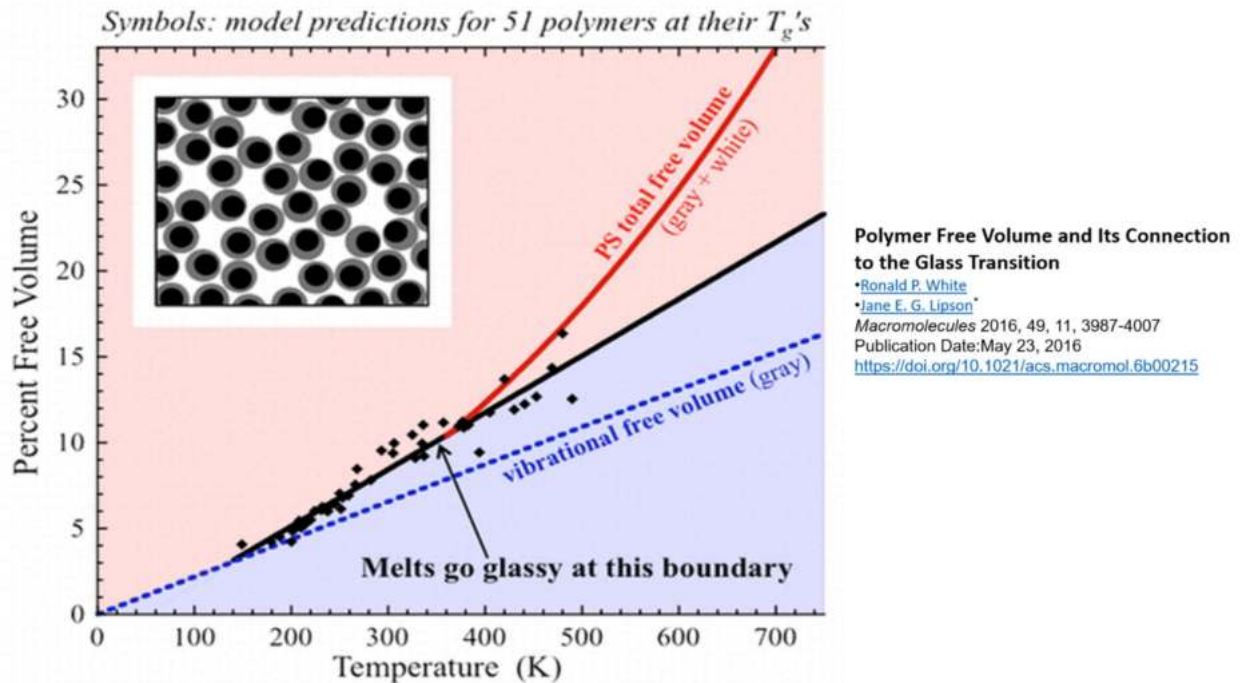 Symbols: model predictions for 51 polymers at their Tg's
30
25
20
15
10
5
0
Percent Free Volume
PS total free volume
(gray + white)
vibrational free volume (gray)
Melts go glassy at this boundary
0 100 200 300 400 500 600 700
Temperature (K)
Polymer Free Volume and Its Connection
to the Glass Transition
•Ronald P. White
•Jane E. G. Lipson*
Macromolecules 2016, 49, 11, 3987-4007
Publication Date:May 23, 2016
https://doi.org/10.1021/acs.macromol.6b00215